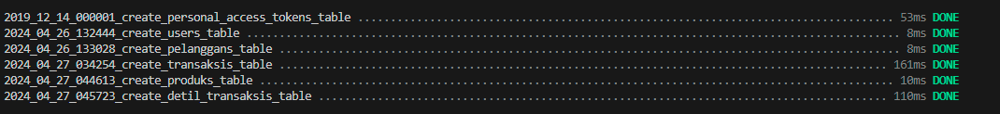 2019_12_14_000001_create_personal_access_tokens_table ........................................................................................ 53ms DONE
2024_04_26_132444_create_users_table .......................................................................................................... 8ms DONE
2024_04_26_133028_create_pelanggans_table ..................................................................................................... 8ms DONE
2024_04_27_034254_create_transaksis_table ................................................................................................... 161ms DONE
2024_04_27_044613_create_produks_table ....................................................................................................... 10ms DONE
2024_04_27_045723_create_detil_transaksis_table ............................................................................................. 110ms DONE